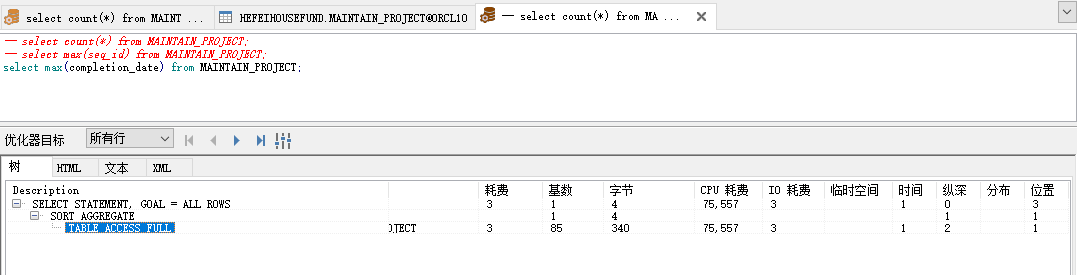 select count(*) from MAINT ... HEFEIHOUSEFUND.MAINTAIN_PROJECT@ORCL10 — select count(*) from MA ...
— select count(*) from MAINTAIN_PROJECT;
— select max(seq_id) from MAINTAIN_PROJECT;
select max(completion_date) from MAINTAIN_PROJECT;
优化器目标 所有行
树 HTML 文本 XML
Description 耗费 基数 字节 CPU 耗费 IO 耗费 临时空间 时间 纵深 分布 位置
SELECT STATEMENT, GOAL = ALL ROWS 3 1 4 75,557 3 1 0 3
SORT AGGREGATE 1 4 1 1
TABLE ACCESS FULL OJECT 3 85 340 75,557 3 1 2 1